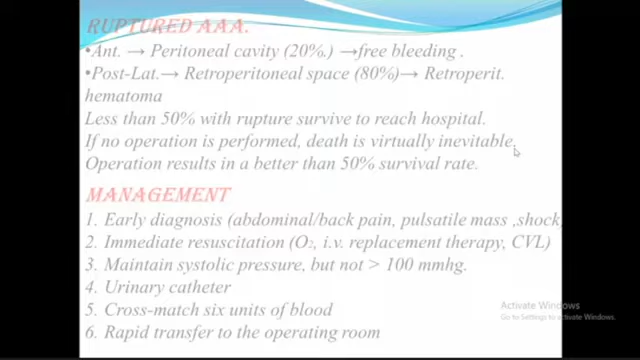 RUPTURED AAA.
•Ant. → Peritoneal cavity (20%.) →free bleeding .
•Post-Lat.→ Retroperitoneal space (80%)→ Retroperit.
hematoma
Less than 50% with rupture survive to reach hospital.
If no operation is performed, death is virtually inevitable.
Operation results in a better than 50% survival rate.
MANAGEMENT
1. Early diagnosis (abdominal/back pain, pulsatile mass ,shock)
2. Immediate resuscitation (O₂, i.v. replacement therapy, CVL)
3. Maintain systolic pressure, but not > 100 mmhg.
4. Urinary catheter
5. Cross-match six units of blood
6. Rapid transfer to the operating room
Activate Windows
Go to Settings to activate Windows.